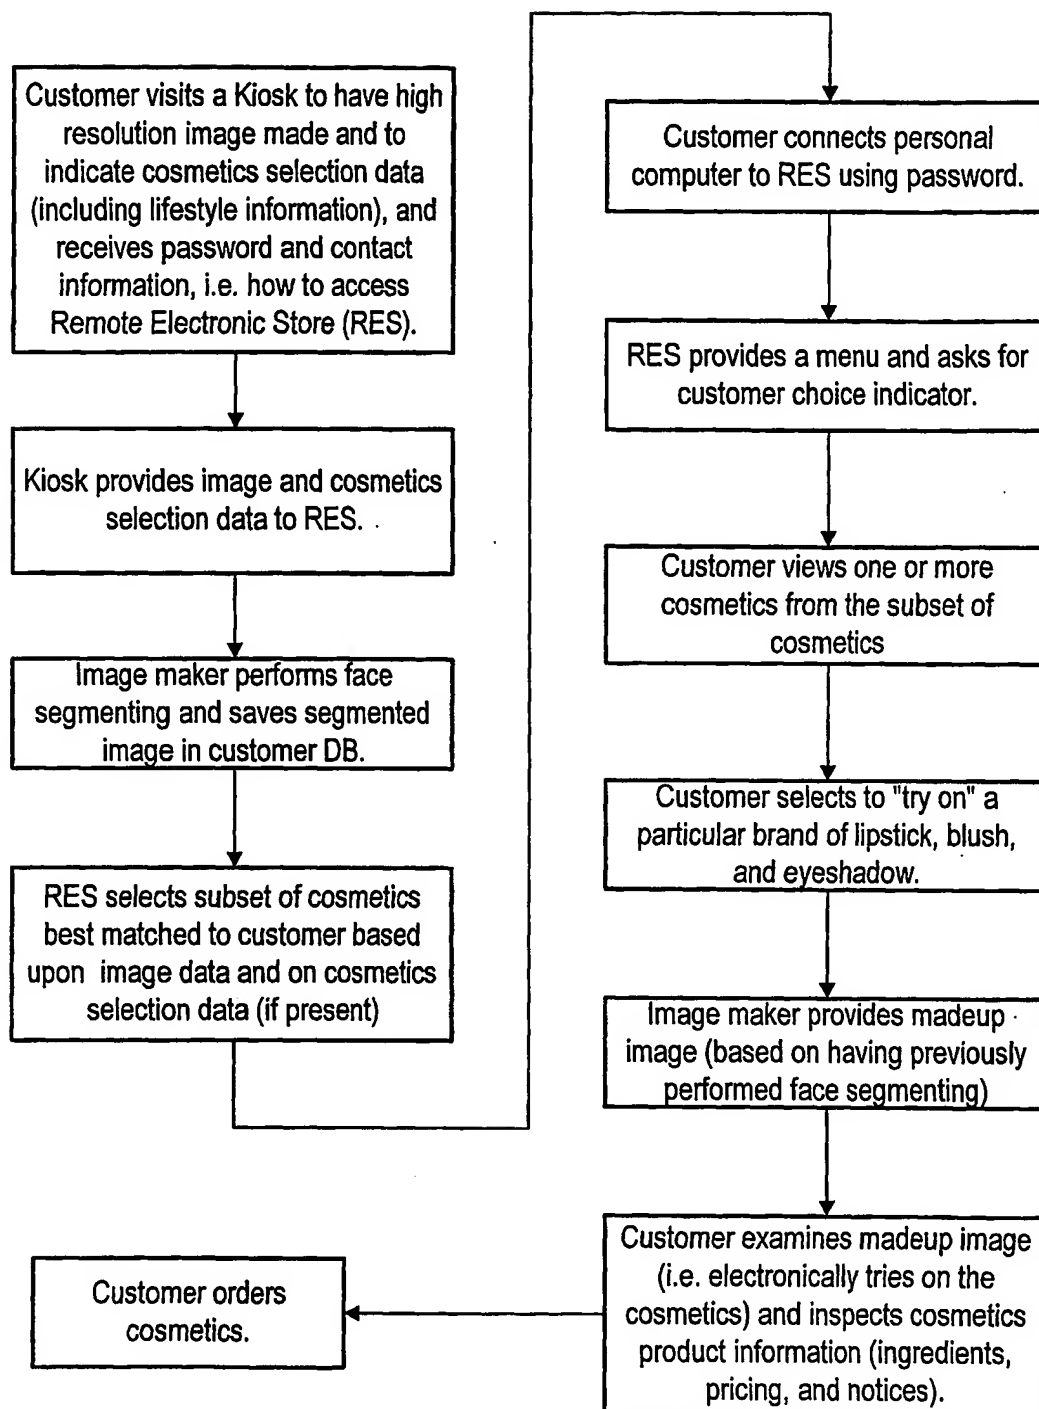 Customer visits a Kiosk to have high
resolution image made and to
indicate cosmetics selection data
(including lifestyle information), and
receives password and contact
information, i.e. how to access
Remote Electronic Store (RES).
Kiosk provides image and cosmetics
selection data to RES.
Image maker performs face
segmenting and saves segmented
image in customer DB.
RES selects subset of cosmetics
best matched to customer based
upon image data and on cosmetics
selection data (if present)
Customer connects personal
computer to RES using password.
RES provides a menu and asks for
customer choice indicator.
Customer views one or more
cosmetics from the subset of
cosmetics
Customer selects to "try on" a
particular brand of lipstick, blush,
and eyeshadow.
Image maker provides madeup
image (based on having previously
performed face segmenting)
Customer examines madeup image
(i.e. electronically tries on the
cosmetics) and inspects cosmetics
product information (ingredients,
pricing, and notices).
Customer orders
cosmetics.